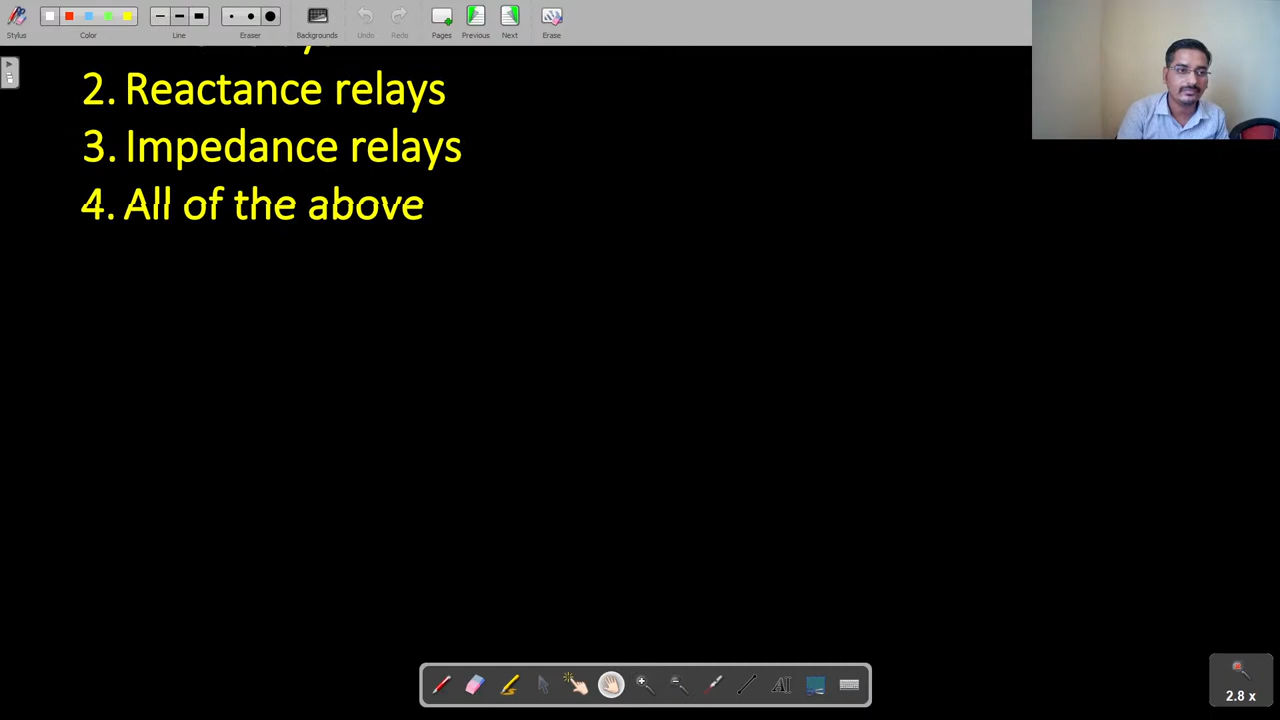 Stylus
Color
Line
Eraser
Backgrounds
Undo
Redo
Pages
Previous
Next
Erase
2. Reactance relays
3. Impedance relays
4. All of the above
AI
2.8 x